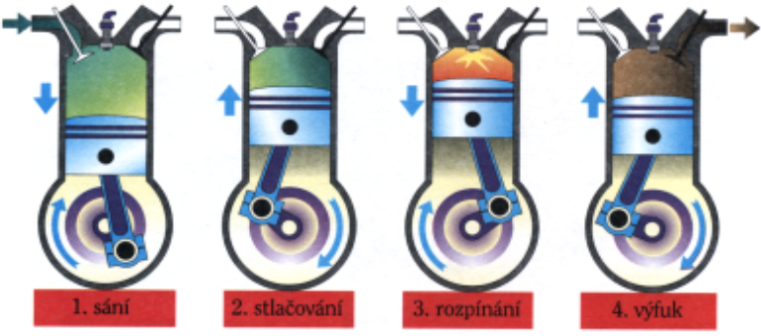 1. sání
2. stlačování
3. rozpínání
4. výfuk